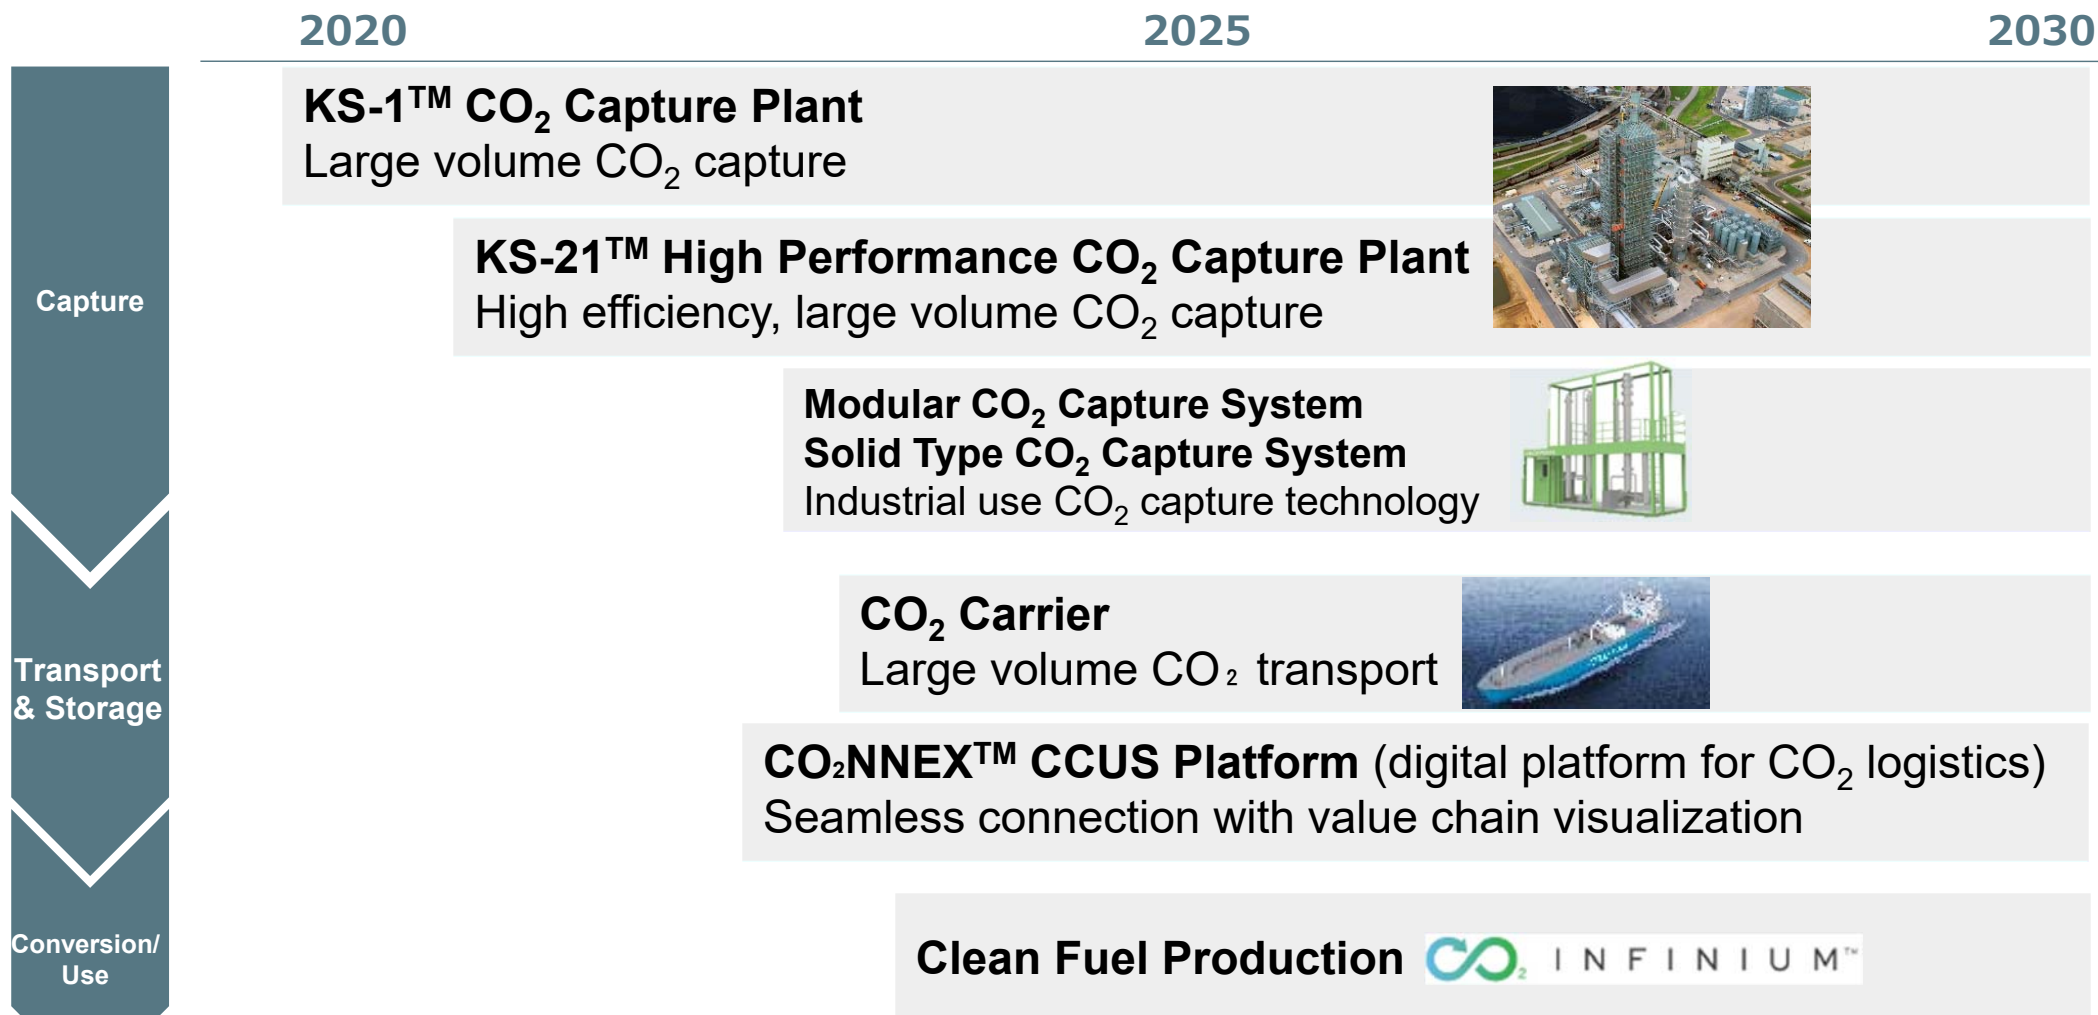 2020 2025 2030
KS-1™ CO₂ Capture Plant
Large volume CO₂ capture
KS-21™ High Performance CO₂ Capture Plant
High efficiency, large volume CO₂ capture
Capture
Modular CO₂ Capture System
Solid Type CO₂ Capture System
Industrial use CO₂ capture technology
CO₂ Carrier
Large volume CO₂ transport
Transport
& Storage
CO₂NNEX™ CCUS Platform (digital platform for CO₂ logistics)
Seamless connection with value chain visualization
Conversion/
Use
Clean Fuel Production CO₂ INFINIUM™